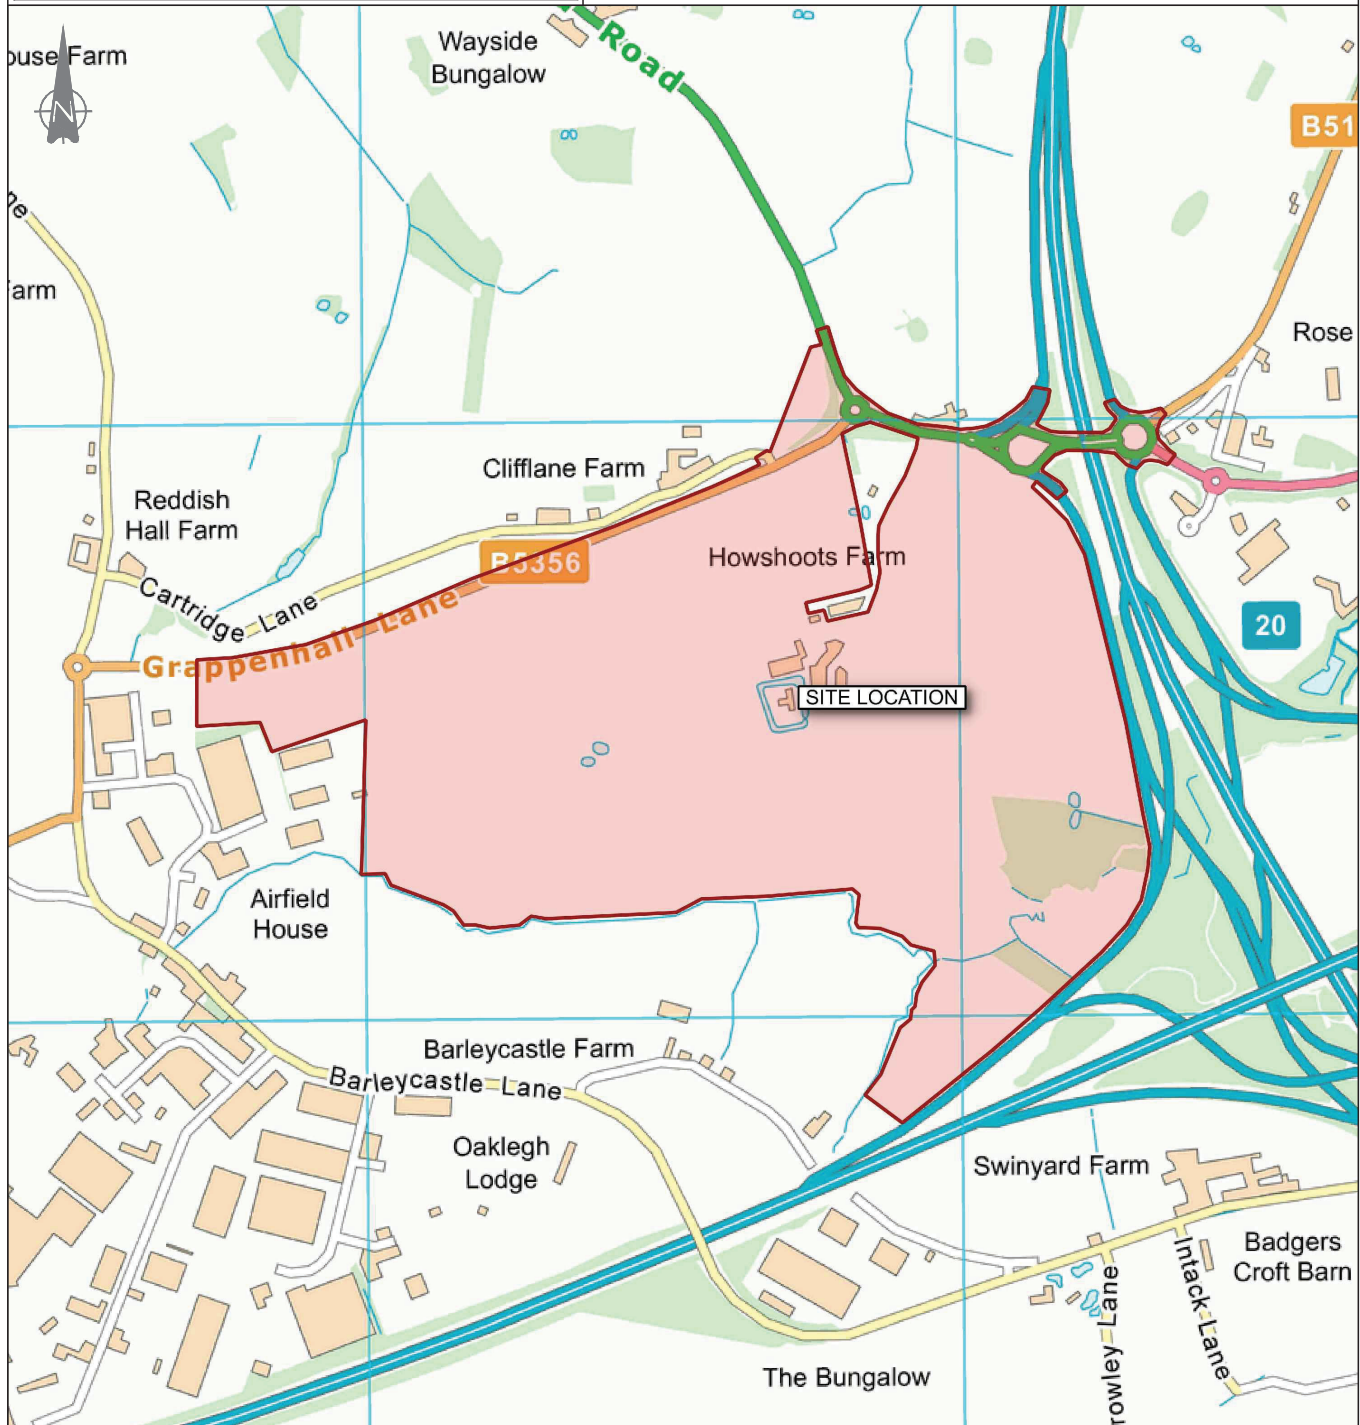 ouse Farm
Wayside
Bungalow
Road
N
B51
arm
Rose
Clifflane Farm
Reddish
Hall Farm
Howshoots Farm
B5356
Cartridge Lane
Grappenhall Lane
20
SITE LOCATION
Airfield
House
Barleycastle Farm
Barleycastle Lane
Oaklegh
Lodge
Swinyard Farm
Badgers
Croft Barn
Intack Lane
rowley Lane
The Bungalow